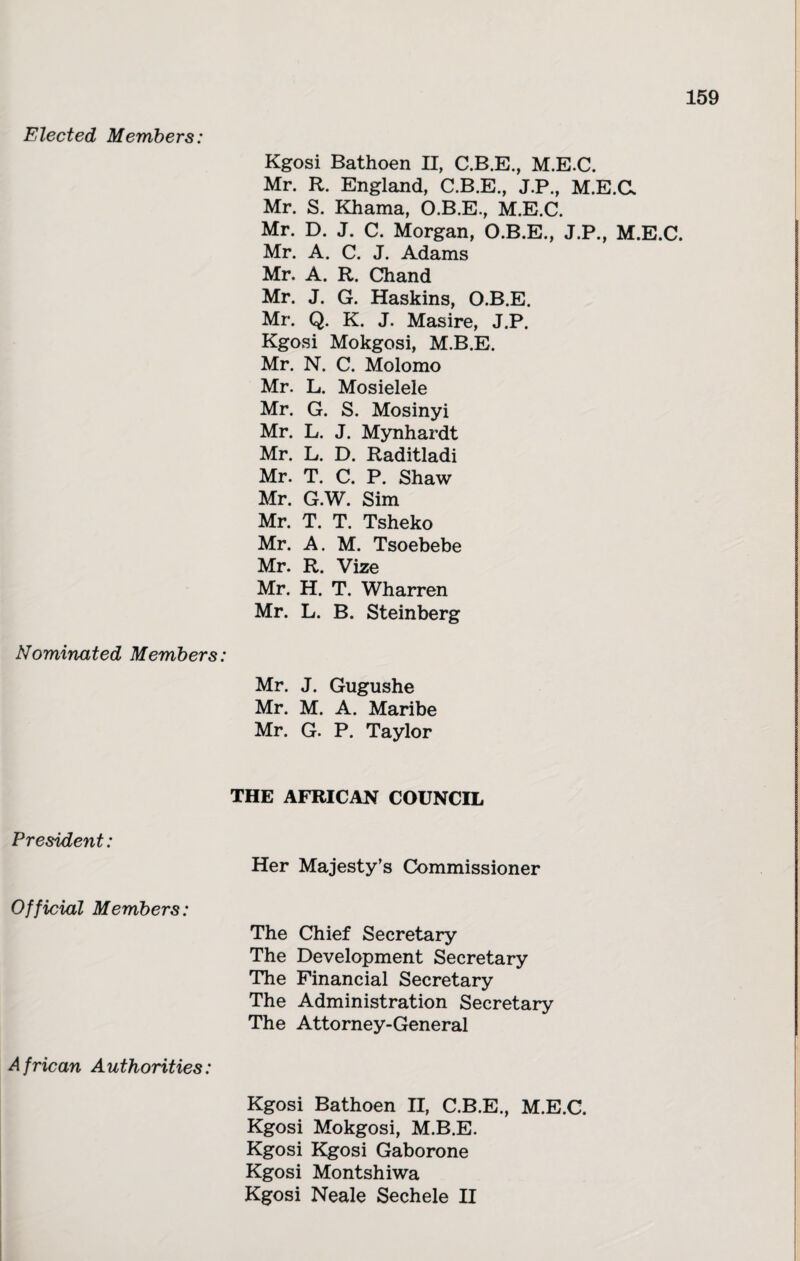 159
Elected Members:
Kgosi Bathoen II, C.B.E., M.E.C.
Mr. R. England, C.B.E., J.P., M.E.C.
Mr. S. Khama, O.B.E., M.E.C.
Mr. D. J. C. Morgan, O.B.E., J.P., M.E.C.
Mr. A. C. J. Adams
Mr. A. R. Chand
Mr. J. G. Haskins, O.B.E.
Mr. Q. K. J. Masire, J.P.
Kgosi Mokgosi, M.B.E.
Mr. N. C. Molomo
Mr. L. Mosielele
Mr. G. S. Mosinyi
Mr. L. J. Mynhardt
Mr. L. D. Raditladi
Mr. T. C. P. Shaw
Mr. G.W. Sim
Mr. T. T. Tsheko
Mr. A. M. Tsoebebe
Mr. R. Vize
Mr. H. T. Wharren
Mr. L. B. Steinberg
Nominated Members:
Mr. J. Gugushe
Mr. M. A. Maribe
Mr. G. P. Taylor
THE AFRICAN COUNCIL
President:
Her Majesty's Commissioner
Official Members:
The Chief Secretary
The Development Secretary
The Financial Secretary
The Administration Secretary
The Attorney-General
African Authorities:
Kgosi Bathoen II, C.B.E., M.E.C.
Kgosi Mokgosi, M.B.E.
Kgosi Kgosi Gaborone
Kgosi Montshiwa
Kgosi Neale Sechele II